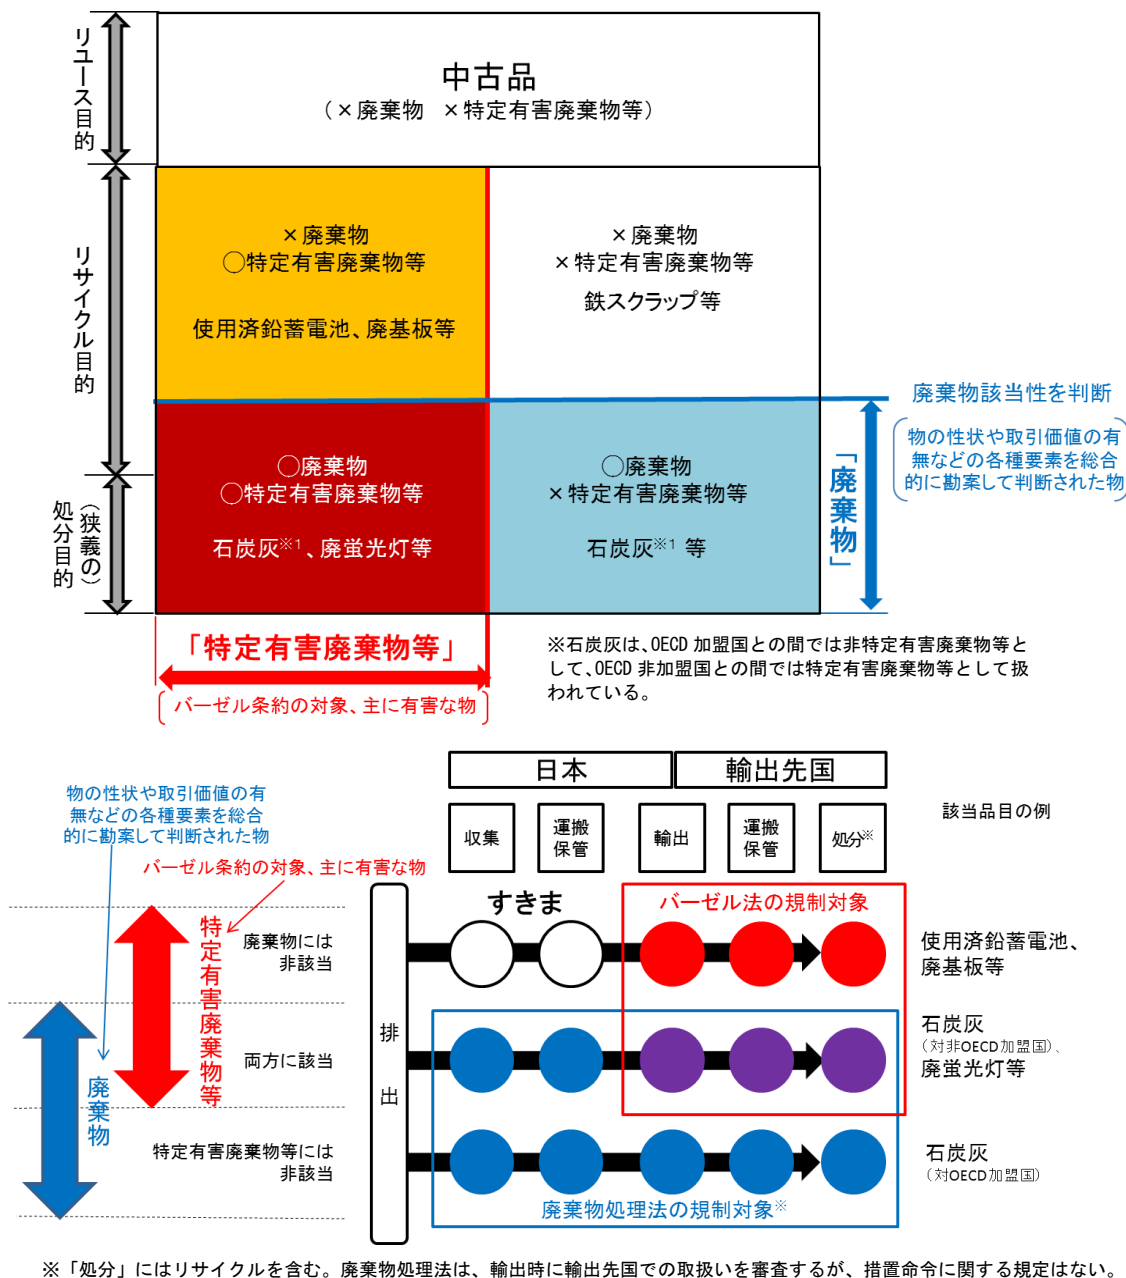 リユース目的
中古品
（×廃棄物　×特定有害廃棄物等）
リサイクル目的
×廃棄物
○特定有害廃棄物等
使用済鉛蓄電池、廃基板等
×廃棄物
×特定有害廃棄物等
鉄スクラップ等
廃棄物該当性を判断
物の性状や取引価値の有
無などの各種要素を総合
的に勘案して判断された物
「廃棄物」
（狭義の）
処分目的
○廃棄物
○特定有害廃棄物等
石炭灰※1、廃蛍光灯等
○廃棄物
×特定有害廃棄物等
石炭灰※1 等
「特定有害廃棄物等」
バーゼル条約の対象、主に有害な物
※石炭灰は、OECD 加盟国との間では非特定有害廃棄物等と
して、OECD 非加盟国との間では特定有害廃棄物等として扱
われている。
日本
輸出先国
収集
運搬
保管
輸出
運搬
保管
処分※
該当品目の例
物の性状や取引価値の有
無などの各種要素を総合
的に勘案して判断された物
バーゼル条約の対象、主に有害な物
特定有害廃棄物等
廃棄物
廃棄物には
非該当
両方に該当
特定有害廃棄物等には
非該当
排出
すきま
バーゼル法の規制対象
使用済鉛蓄電池、
廃基板等
石炭灰
（対非OECD加盟国）、
廃蛍光灯等
石炭灰
（対OECD加盟国）
廃棄物処理法の規制対象※
※「処分」にはリサイクルを含む。廃棄物処理法は、輸出時に輸出先国での取扱いを審査するが、措置命令に関する規定はない。